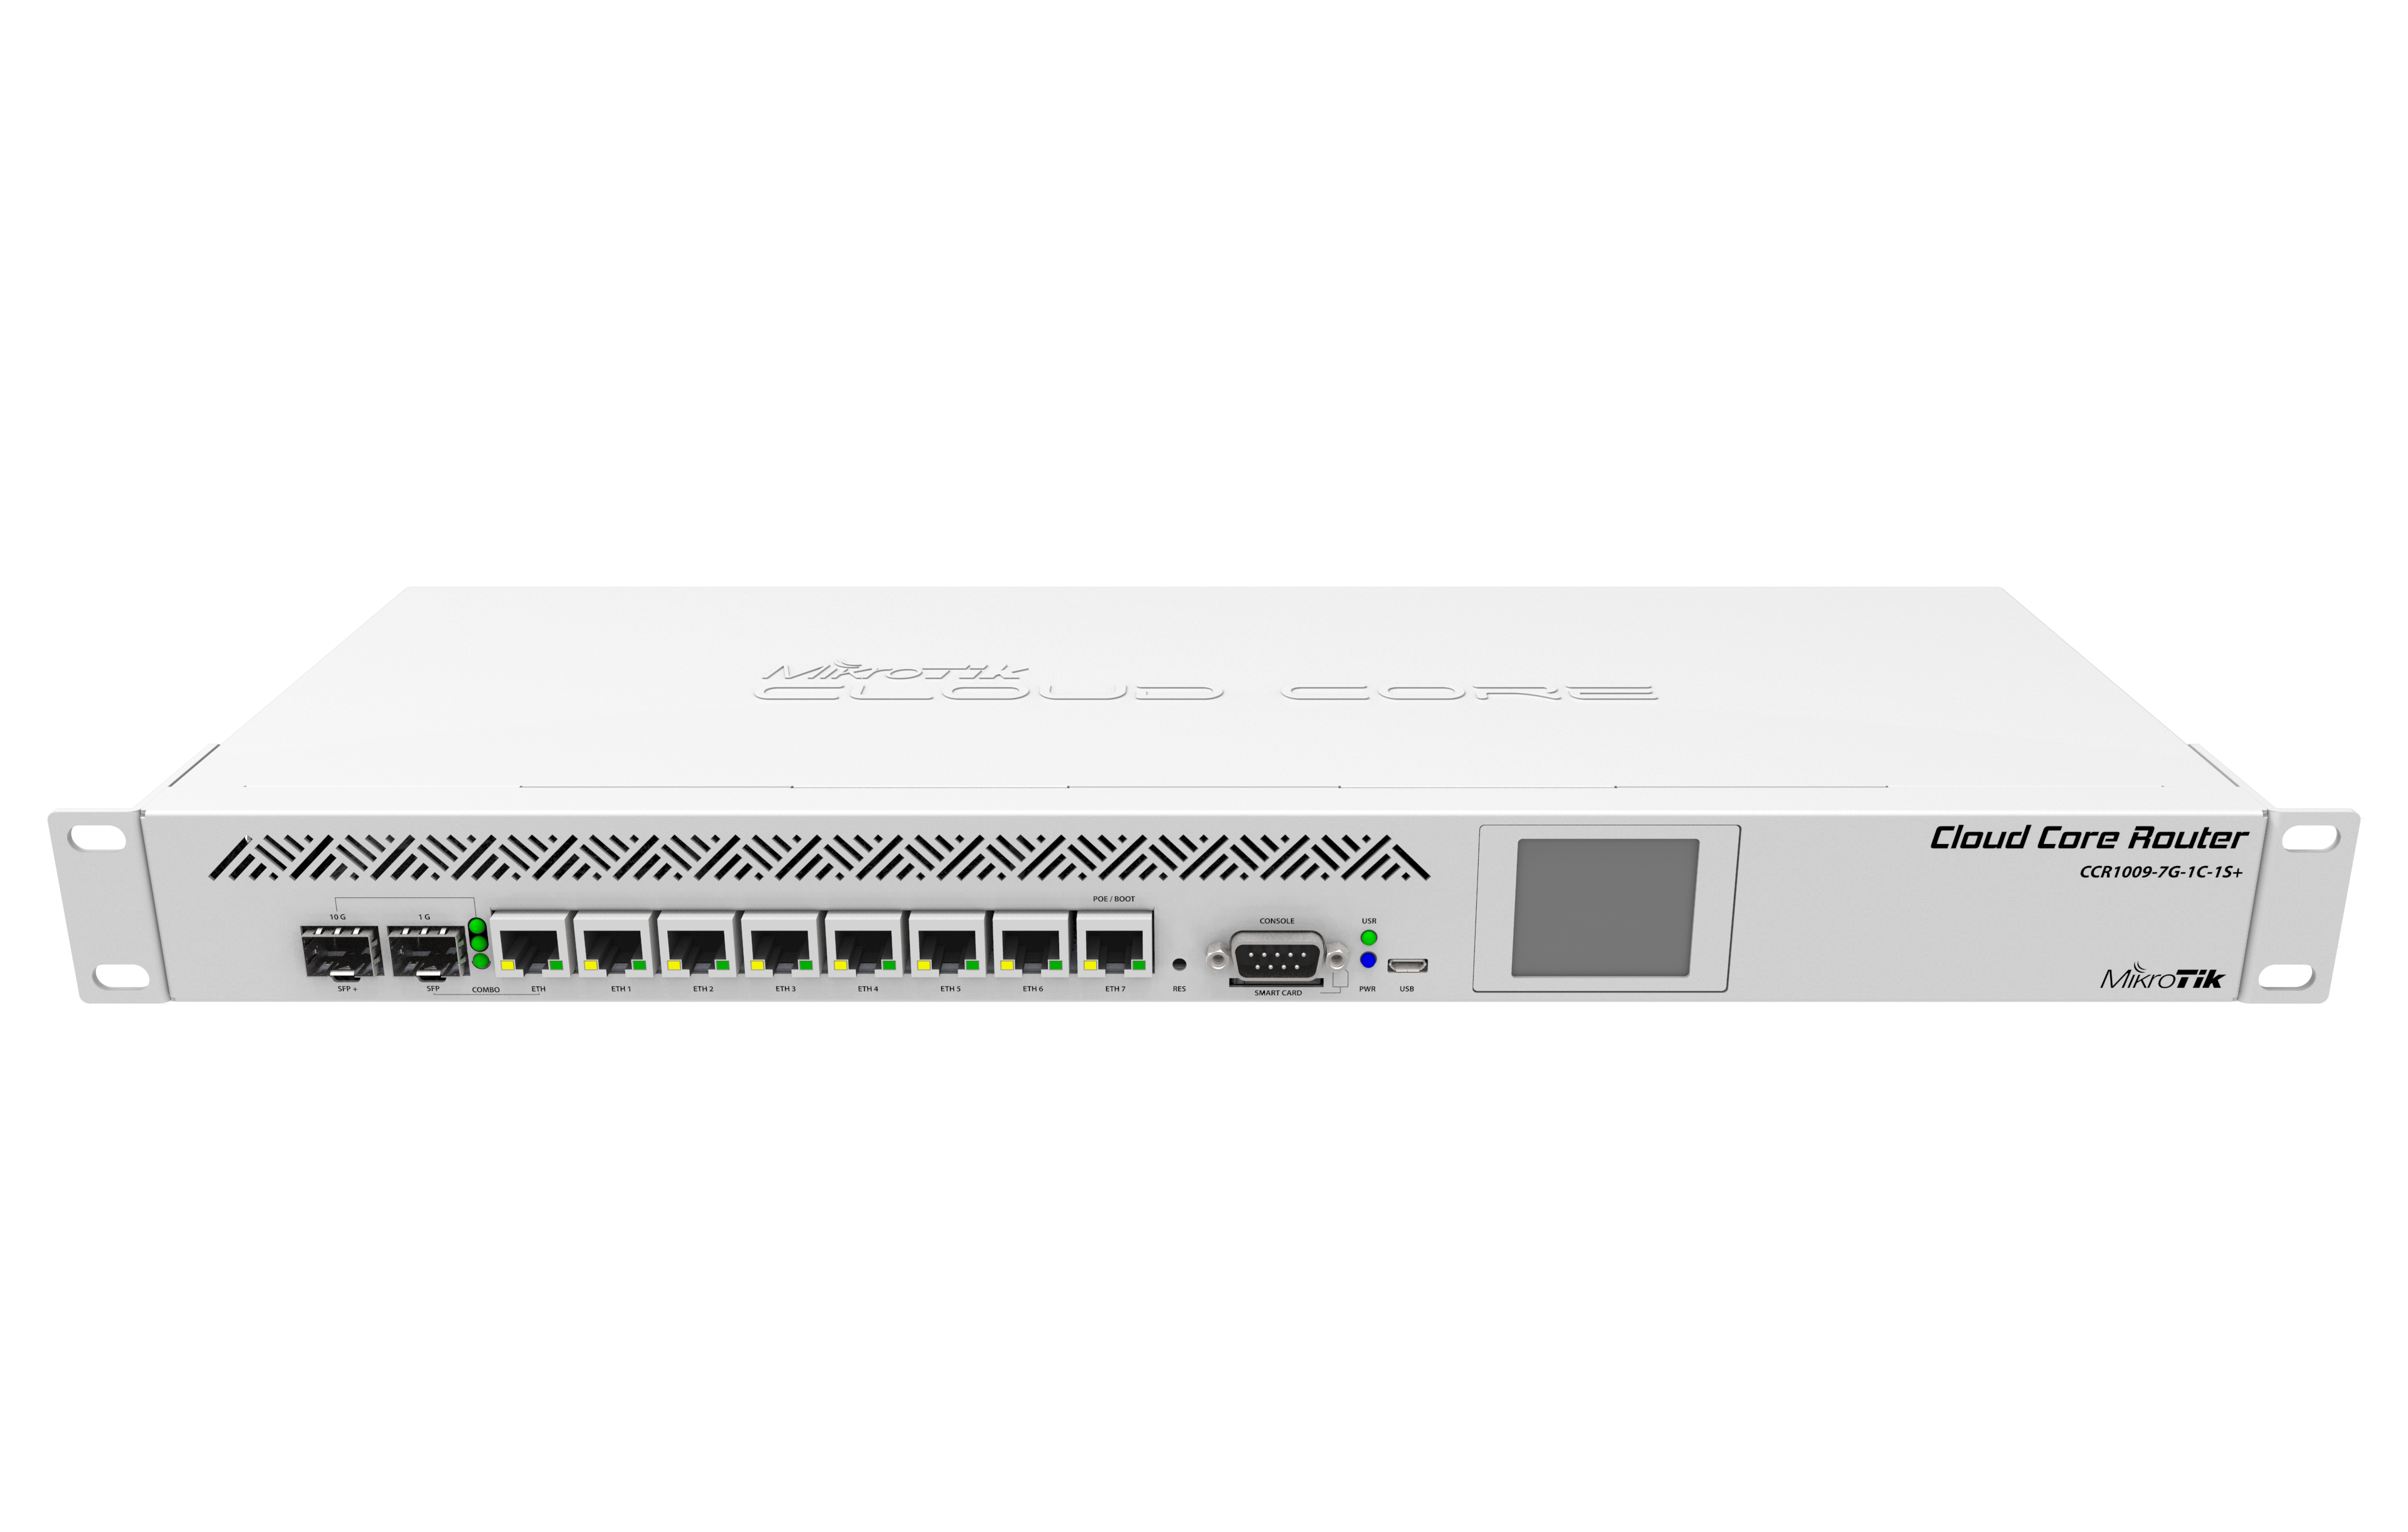 MikroTik
CLOUD CORE
Cloud Core Router
CCR1009-7G-1C-1S+
POE / BOOT
10 G
1 G
CONSOLE
USR
SFP +
SFP
COMBO
ETH
ETH 1
ETH 2
ETH 3
ETH 4
ETH 5
ETH 6
ETH 7
RES
SMART CARD
PWR
USB
MikroTik